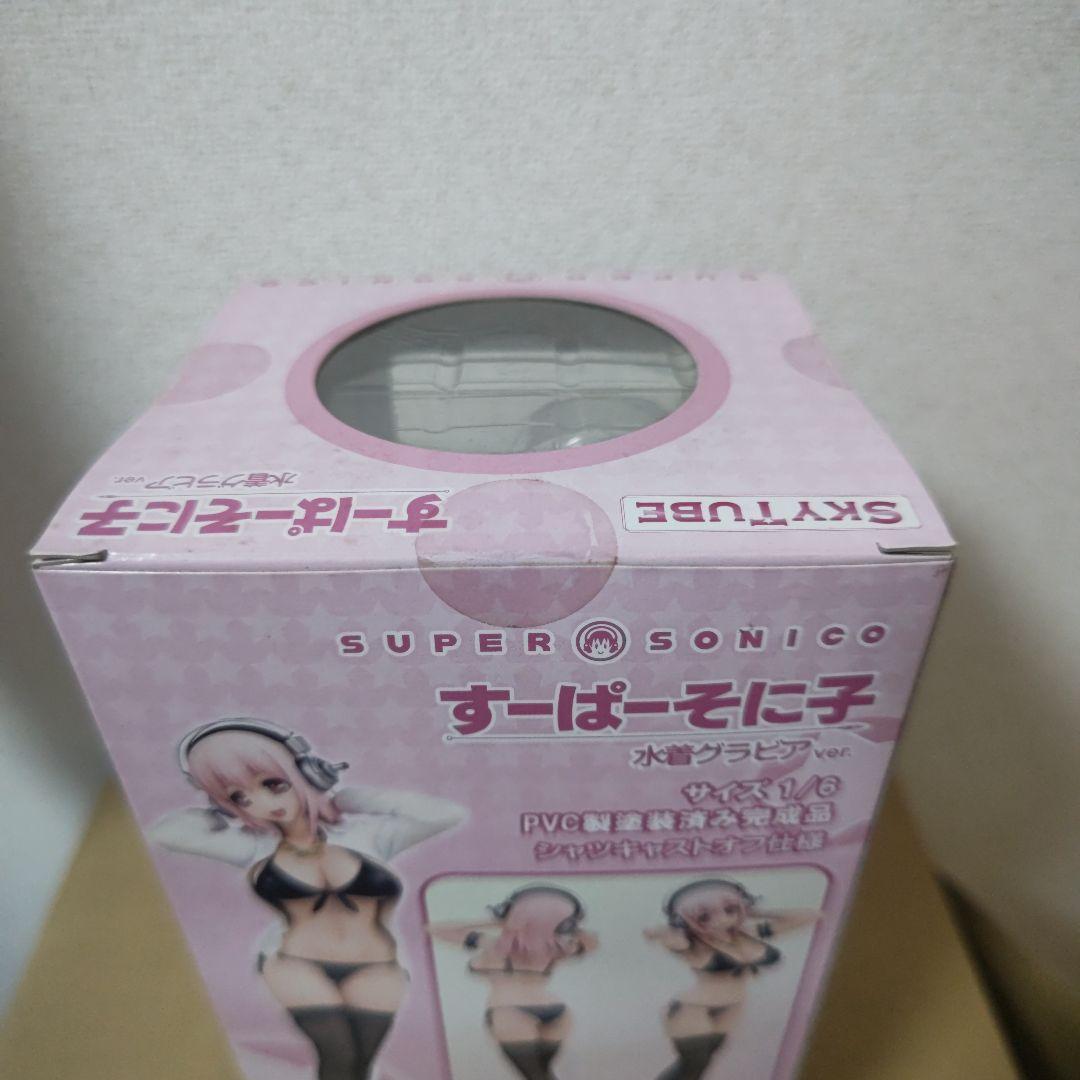 水着グラビアver.
すーぱーそに子
SKYTUBE
SUPER SONICO
すーぱーそに子
水着グラビアver.
サイズ 1/6
PVC製塗装済み完成品
シャツキャストオフ仕様